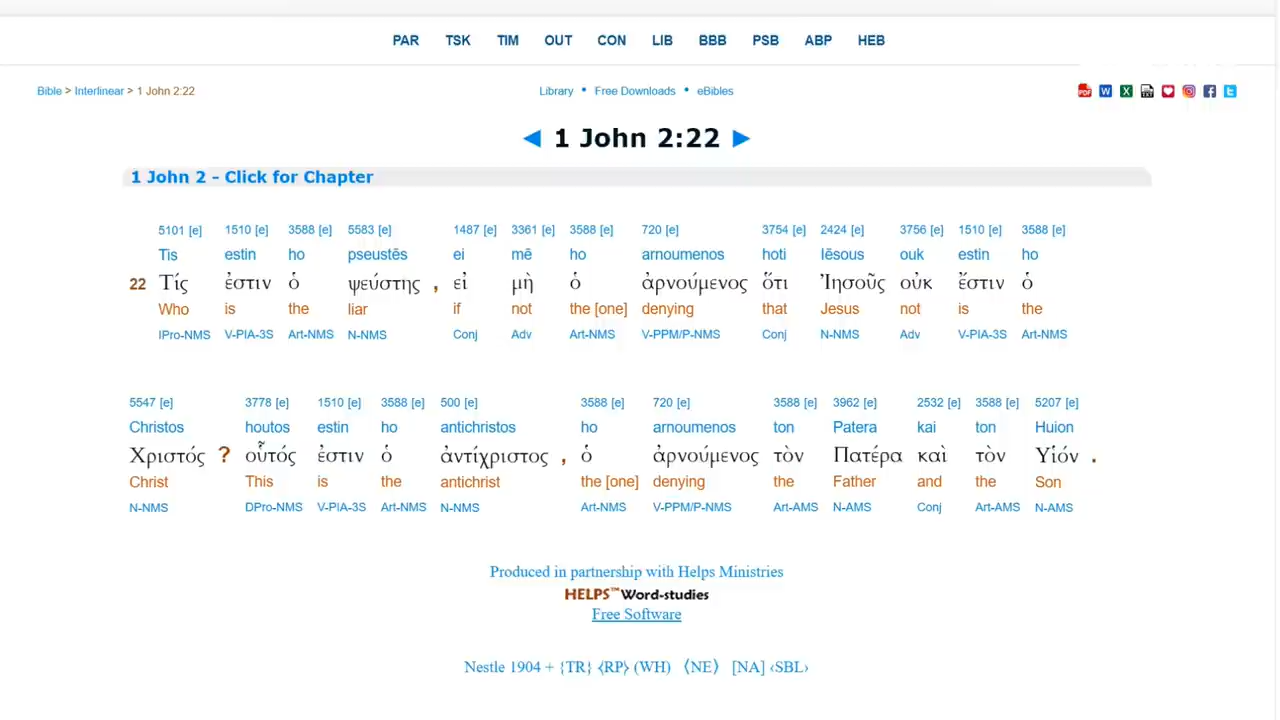 PAR TSK TIM OUT CON LIB BBB PSB ABP HEB
Bible > Interlinear > 1 John 2:22 Library • Free Downloads • eBibles
◄ 1 John 2:22 ►
1 John 2 - Click for Chapter
5101 [e] 1510 [e] 3588 [e] 5583 [e] 1487 [e] 3361 [e] 3588 [e] 720 [e] 3754 [e] 2424 [e] 3756 [e] 1510 [e] 3588 [e]
Tis estin ho pseustēs ei mē ho arnoumenos hoti Iēsous ouk estin ho
22 Τίς ἐστιν ὁ ψεύστης , εἰ μὴ ὁ ἀρνούμενος ὅτι Ἰησοῦς οὐκ ἔστιν ὁ
Who is the liar if not the [one] denying that Jesus not is the
IPro-NMS V-PIA-3S Art-NMS N-NMS Conj Adv Art-NMS V-PPM/P-NMS Conj N-NMS Adv V-PIA-3S Art-NMS
5547 [e] 3778 [e] 1510 [e] 3588 [e] 500 [e] 3588 [e] 720 [e] 3588 [e] 3962 [e] 2532 [e] 3588 [e] 5207 [e]
Christos houtos estin ho antichristos ho arnoumenos ton Patera kai ton Huion
Χριστός ? οὗτός ἐστιν ὁ ἀντίχριστος , ὁ ἀρνούμενος τὸν Πατέρα καὶ τὸν Υἱόν .
Christ This is the antichrist the [one] denying the Father and the Son
N-NMS DPro-NMS V-PIA-3S Art-NMS N-NMS Art-NMS V-PPM/P-NMS Art-AMS N-AMS Conj Art-AMS N-AMS
Produced in partnership with Helps Ministries
HELPS™Word-studies
Free Software
Nestle 1904 + {TR} ⧼RP⧽ (WH) 〈NE〉 [NA] ‹SBL›